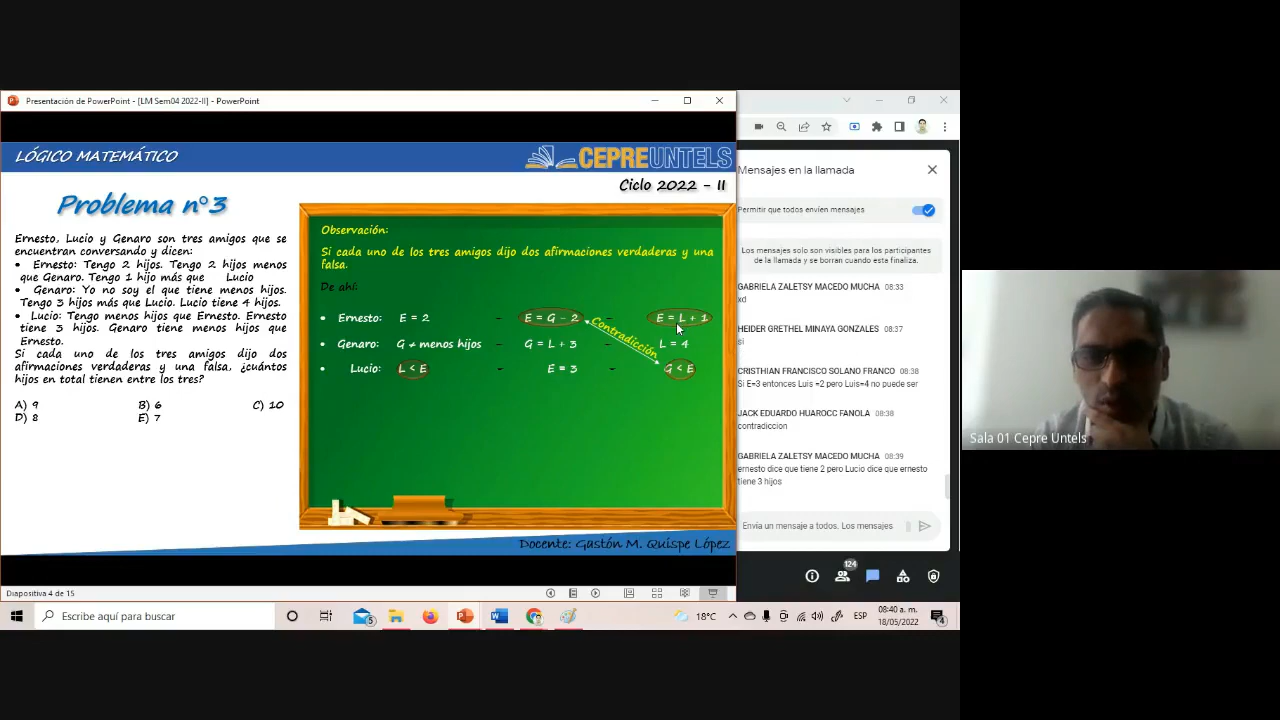 Presentación de PowerPoint - [LM Sem04 2022-II] - PowerPoint
LÓGICO MATEMÁTICO
CEPREUNTELS
Ciclo 2022 - II
Problema n°3
Ernesto, Lucio y Genaro son tres amigos que se
encuentran conversando y dicen:
• Ernesto: Tengo 2 hijos. Tengo 2 hijos menos
que Genaro. Tengo 1 hijo más que Lucio
• Genaro: Yo no soy el que tiene menos hijos.
Tengo 3 hijos más que Lucio. Lucio tiene 4 hijos.
• Lucio: Tengo menos hijos que Ernesto. Ernesto
tiene 3 hijos. Genaro tiene menos hijos que
Ernesto.
Si cada uno de los tres amigos dijo dos
afirmaciones verdaderas y una falsa, ¿cuántos
hijos en total tienen entre los tres?
A) 9 B) 6 C) 10
D) 8 E) 7
Observación:
Si cada uno de los tres amigos dijo dos afirmaciones verdaderas y una
falsa.
De ahí:
• Ernesto: E = 2 - E = G - 2 - E = L + 1
Contradicción
• Genaro: G ≠ menos hijos - G = L + 3 - L = 4
• Lucio: L < E - E = 3 - G < E
Docente: Gastón M. Quispe López
Diapositiva 4 de 15
Mensajes en la llamada
Permitir que todos envíen mensajes
Los mensajes solo son visibles para los participantes
de la llamada y se borran cuando esta finaliza.
GABRIELA ZALETSY MACEDO MUCHA 08:33
xd
HEIDER GRETHEL MINAYA GONZALES 08:37
si
CRISTHIAN FRANCISCO SOLANO FRANCO 08:38
Si E=3 entonces Luis =2 pero Luis=4 no puede ser
JACK EDUARDO HUAROCC FANOLA 08:38
contradiccion
GABRIELA ZALETSY MACEDO MUCHA 08:39
ernesto dice que tiene 2 pero Lucio dice que ernesto
tiene 3 hijos
Envía un mensaje a todos. Los mensajes
124
Sala 01 Cepre Untels
Escribe aquí para buscar
5
18°C
ESP
08:40 a. m.
18/05/2022
4